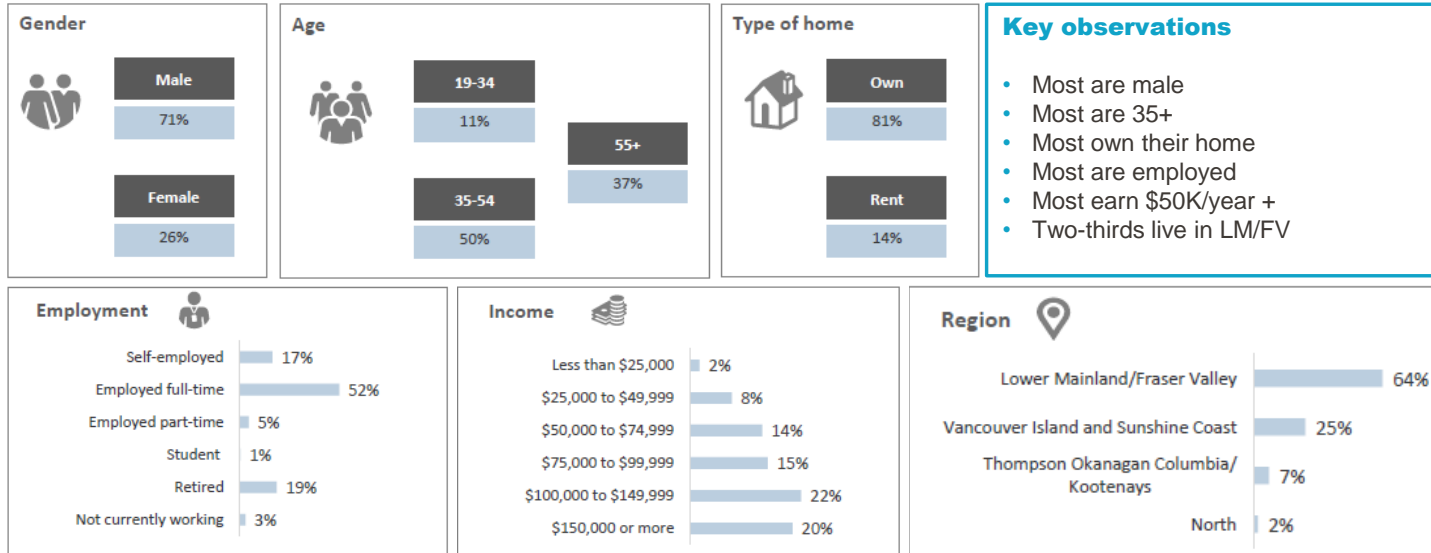 Gender
Male
71%
Female
26%
Age
19-34
11%
35-54
50%
55+
37%
Type of home
Own
81%
Rent
14%
Key observations
• Most are male
• Most are 35+
• Most own their home
• Most are employed
• Most earn $50K/year +
• Two-thirds live in LM/FV
Employment
Self-employed 17%
Employed full-time 52%
Employed part-time 5%
Student 1%
Retired 19%
Not currently working 3%
Income
Less than $25,000 2%
$25,000 to $49,999 8%
$50,000 to $74,999 14%
$75,000 to $99,999 15%
$100,000 to $149,999 22%
$150,000 or more 20%
Region
Lower Mainland/Fraser Valley 64%
Vancouver Island and Sunshine Coast 25%
Thompson Okanagan Columbia/
Kootenays 7%
North 2%